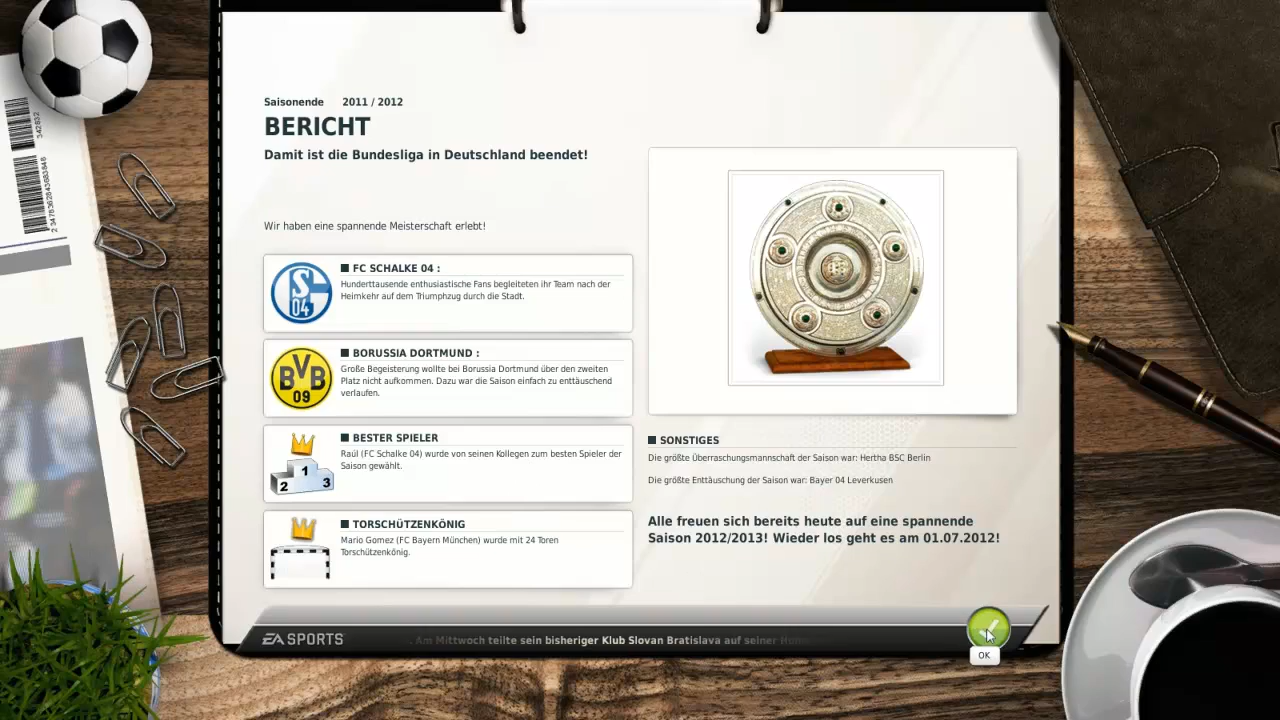 Saisonende 2011 / 2012
BERICHT
Damit ist die Bundesliga in Deutschland beendet!
Wir haben eine spannende Meisterschaft erlebt!
FC SCHALKE 04 :
Hunderttausende enthusiastische Fans begleiteten ihr Team nach der
Heimkehr auf dem Triumphzug durch die Stadt.
S
04
BORUSSIA DORTMUND :
Große Begeisterung wollte bei Borussia Dortmund über den zweiten
Platz nicht aufkommen. Dazu war die Saison einfach zu enttäuschend
verlaufen.
BVB
09
BESTER SPIELER
Raúl (FC Schalke 04) wurde von seinen Kollegen zum besten Spieler der
Saison gewählt.
1
2 3
TORSCHÜTZENKÖNIG
Mario Gomez (FC Bayern München) wurde mit 24 Toren
Torschützenkönig.
SONSTIGES
Die größte Überraschungsmannschaft der Saison war: Hertha BSC Berlin
Die größte Enttäuschung der Saison war: Bayer 04 Leverkusen
Alle freuen sich bereits heute auf eine spannende
Saison 2012/2013! Wieder los geht es am 01.07.2012!
EA SPORTS
. Am Mittwoch teilte sein bisheriger Klub Slovan Bratislava auf seiner
OK